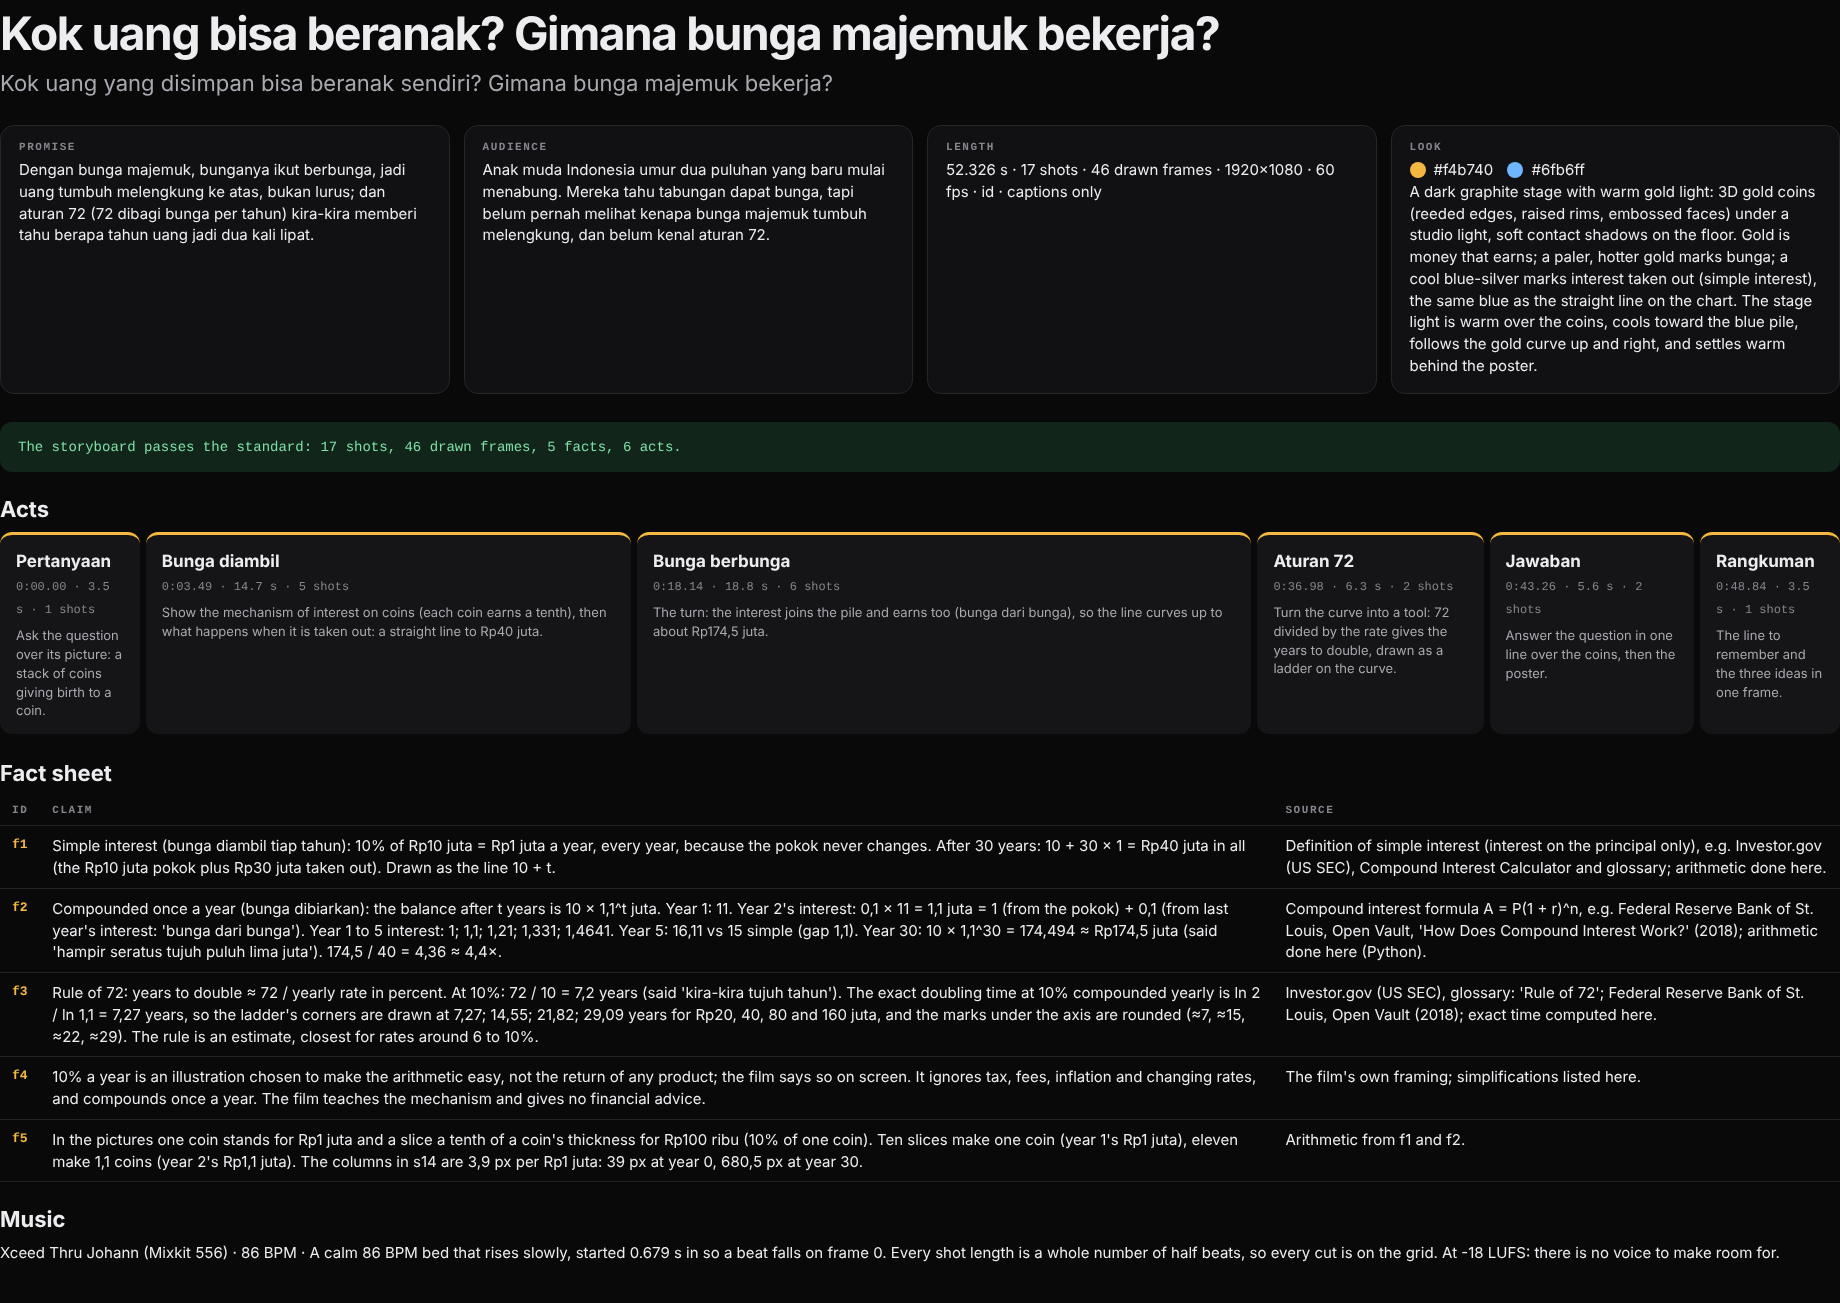 Kok uang bisa beranak? Gimana bunga majemuk bekerja?
Kok uang yang disimpan bisa beranak sendiri? Gimana bunga majemuk bekerja?
PROMISE
Dengan bunga majemuk, bunganya ikut berbunga, jadi
uang tumbuh melengkung ke atas, bukan lurus; dan
aturan 72 (72 dibagi bunga per tahun) kira-kira memberi
tahu berapa tahun uang jadi dua kali lipat.
AUDIENCE
Anak muda Indonesia umur dua puluhan yang baru mulai
menabung. Mereka tahu tabungan dapat bunga, tapi
belum pernah melihat kenapa bunga majemuk tumbuh
melengkung, dan belum kenal aturan 72.
LENGTH
52.326 s · 17 shots · 46 drawn frames · 1920×1080 · 60
fps · id · captions only
LOOK
#f4b740 #6fb6ff
A dark graphite stage with warm gold light: 3D gold coins
(reeded edges, raised rims, embossed faces) under a
studio light, soft contact shadows on the floor. Gold is
money that earns; a paler, hotter gold marks bunga; a
cool blue-silver marks interest taken out (simple interest),
the same blue as the straight line on the chart. The stage
light is warm over the coins, cools toward the blue pile,
follows the gold curve up and right, and settles warm
behind the poster.
The storyboard passes the standard: 17 shots, 46 drawn frames, 5 facts, 6 acts.
Acts
Pertanyaan
0:00.00 · 3.5
s · 1 shots
Ask the question
over its picture: a
stack of coins
giving birth to a
coin.
Bunga diambil
0:03.49 · 14.7 s · 5 shots
Show the mechanism of interest on coins (each coin earns a tenth), then
what happens when it is taken out: a straight line to Rp40 juta.
Bunga berbunga
0:18.14 · 18.8 s · 6 shots
The turn: the interest joins the pile and earns too (bunga dari bunga), so the line curves up to
about Rp174,5 juta.
Aturan 72
0:36.98 · 6.3 s · 2 shots
Turn the curve into a tool: 72
divided by the rate gives the
years to double, drawn as a
ladder on the curve.
Jawaban
0:43.26 · 5.6 s · 2
shots
Answer the question in one
line over the coins, then the
poster.
Rangkuman
0:48.84 · 3.5
s · 1 shots
The line to
remember and
the three ideas in
one frame.
Fact sheet
ID CLAIM SOURCE
f1 Simple interest (bunga diambil tiap tahun): 10% of Rp10 juta = Rp1 juta a year, every year, because the pokok never changes. After 30 years: 10 + 30 × 1 = Rp40 juta in all
(the Rp10 juta pokok plus Rp30 juta taken out). Drawn as the line 10 + t.
Definition of simple interest (interest on the principal only), e.g. Investor.gov
(US SEC), Compound Interest Calculator and glossary; arithmetic done here.
f2 Compounded once a year (bunga dibiarkan): the balance after t years is 10 × 1,1^t juta. Year 1: 11. Year 2's interest: 0,1 × 11 = 1,1 juta = 1 (from the pokok) + 0,1 (from last
year's interest: 'bunga dari bunga'). Year 1 to 5 interest: 1; 1,1; 1,21; 1,331; 1,4641. Year 5: 16,11 vs 15 simple (gap 1,1). Year 30: 10 × 1,1^30 = 174,494 ≈ Rp174,5 juta (said
'hampir seratus tujuh puluh lima juta'). 174,5 / 40 = 4,36 ≈ 4,4×.
Compound interest formula A = P(1 + r)^n, e.g. Federal Reserve Bank of St.
Louis, Open Vault, 'How Does Compound Interest Work?' (2018); arithmetic
done here (Python).
f3 Rule of 72: years to double ≈ 72 / yearly rate in percent. At 10%: 72 / 10 = 7,2 years (said 'kira-kira tujuh tahun'). The exact doubling time at 10% compounded yearly is ln 2
/ ln 1,1 = 7,27 years, so the ladder's corners are drawn at 7,27; 14,55; 21,82; 29,09 years for Rp20, 40, 80 and 160 juta, and the marks under the axis are rounded (≈7, ≈15,
≈22, ≈29). The rule is an estimate, closest for rates around 6 to 10%.
Investor.gov (US SEC), glossary: 'Rule of 72'; Federal Reserve Bank of St.
Louis, Open Vault (2018); exact time computed here.
f4 10% a year is an illustration chosen to make the arithmetic easy, not the return of any product; the film says so on screen. It ignores tax, fees, inflation and changing rates,
and compounds once a year. The film teaches the mechanism and gives no financial advice.
The film's own framing; simplifications listed here.
f5 In the pictures one coin stands for Rp1 juta and a slice a tenth of a coin's thickness for Rp100 ribu (10% of one coin). Ten slices make one coin (year 1's Rp1 juta), eleven
make 1,1 coins (year 2's Rp1,1 juta). The columns in s14 are 3,9 px per Rp1 juta: 39 px at year 0, 680,5 px at year 30.
Arithmetic from f1 and f2.
Music
Xceed Thru Johann (Mixkit 556) · 86 BPM · A calm 86 BPM bed that rises slowly, started 0.679 s in so a beat falls on frame 0. Every shot length is a whole number of half beats, so every cut is on the grid. At -18 LUFS: there is no voice to make room for.